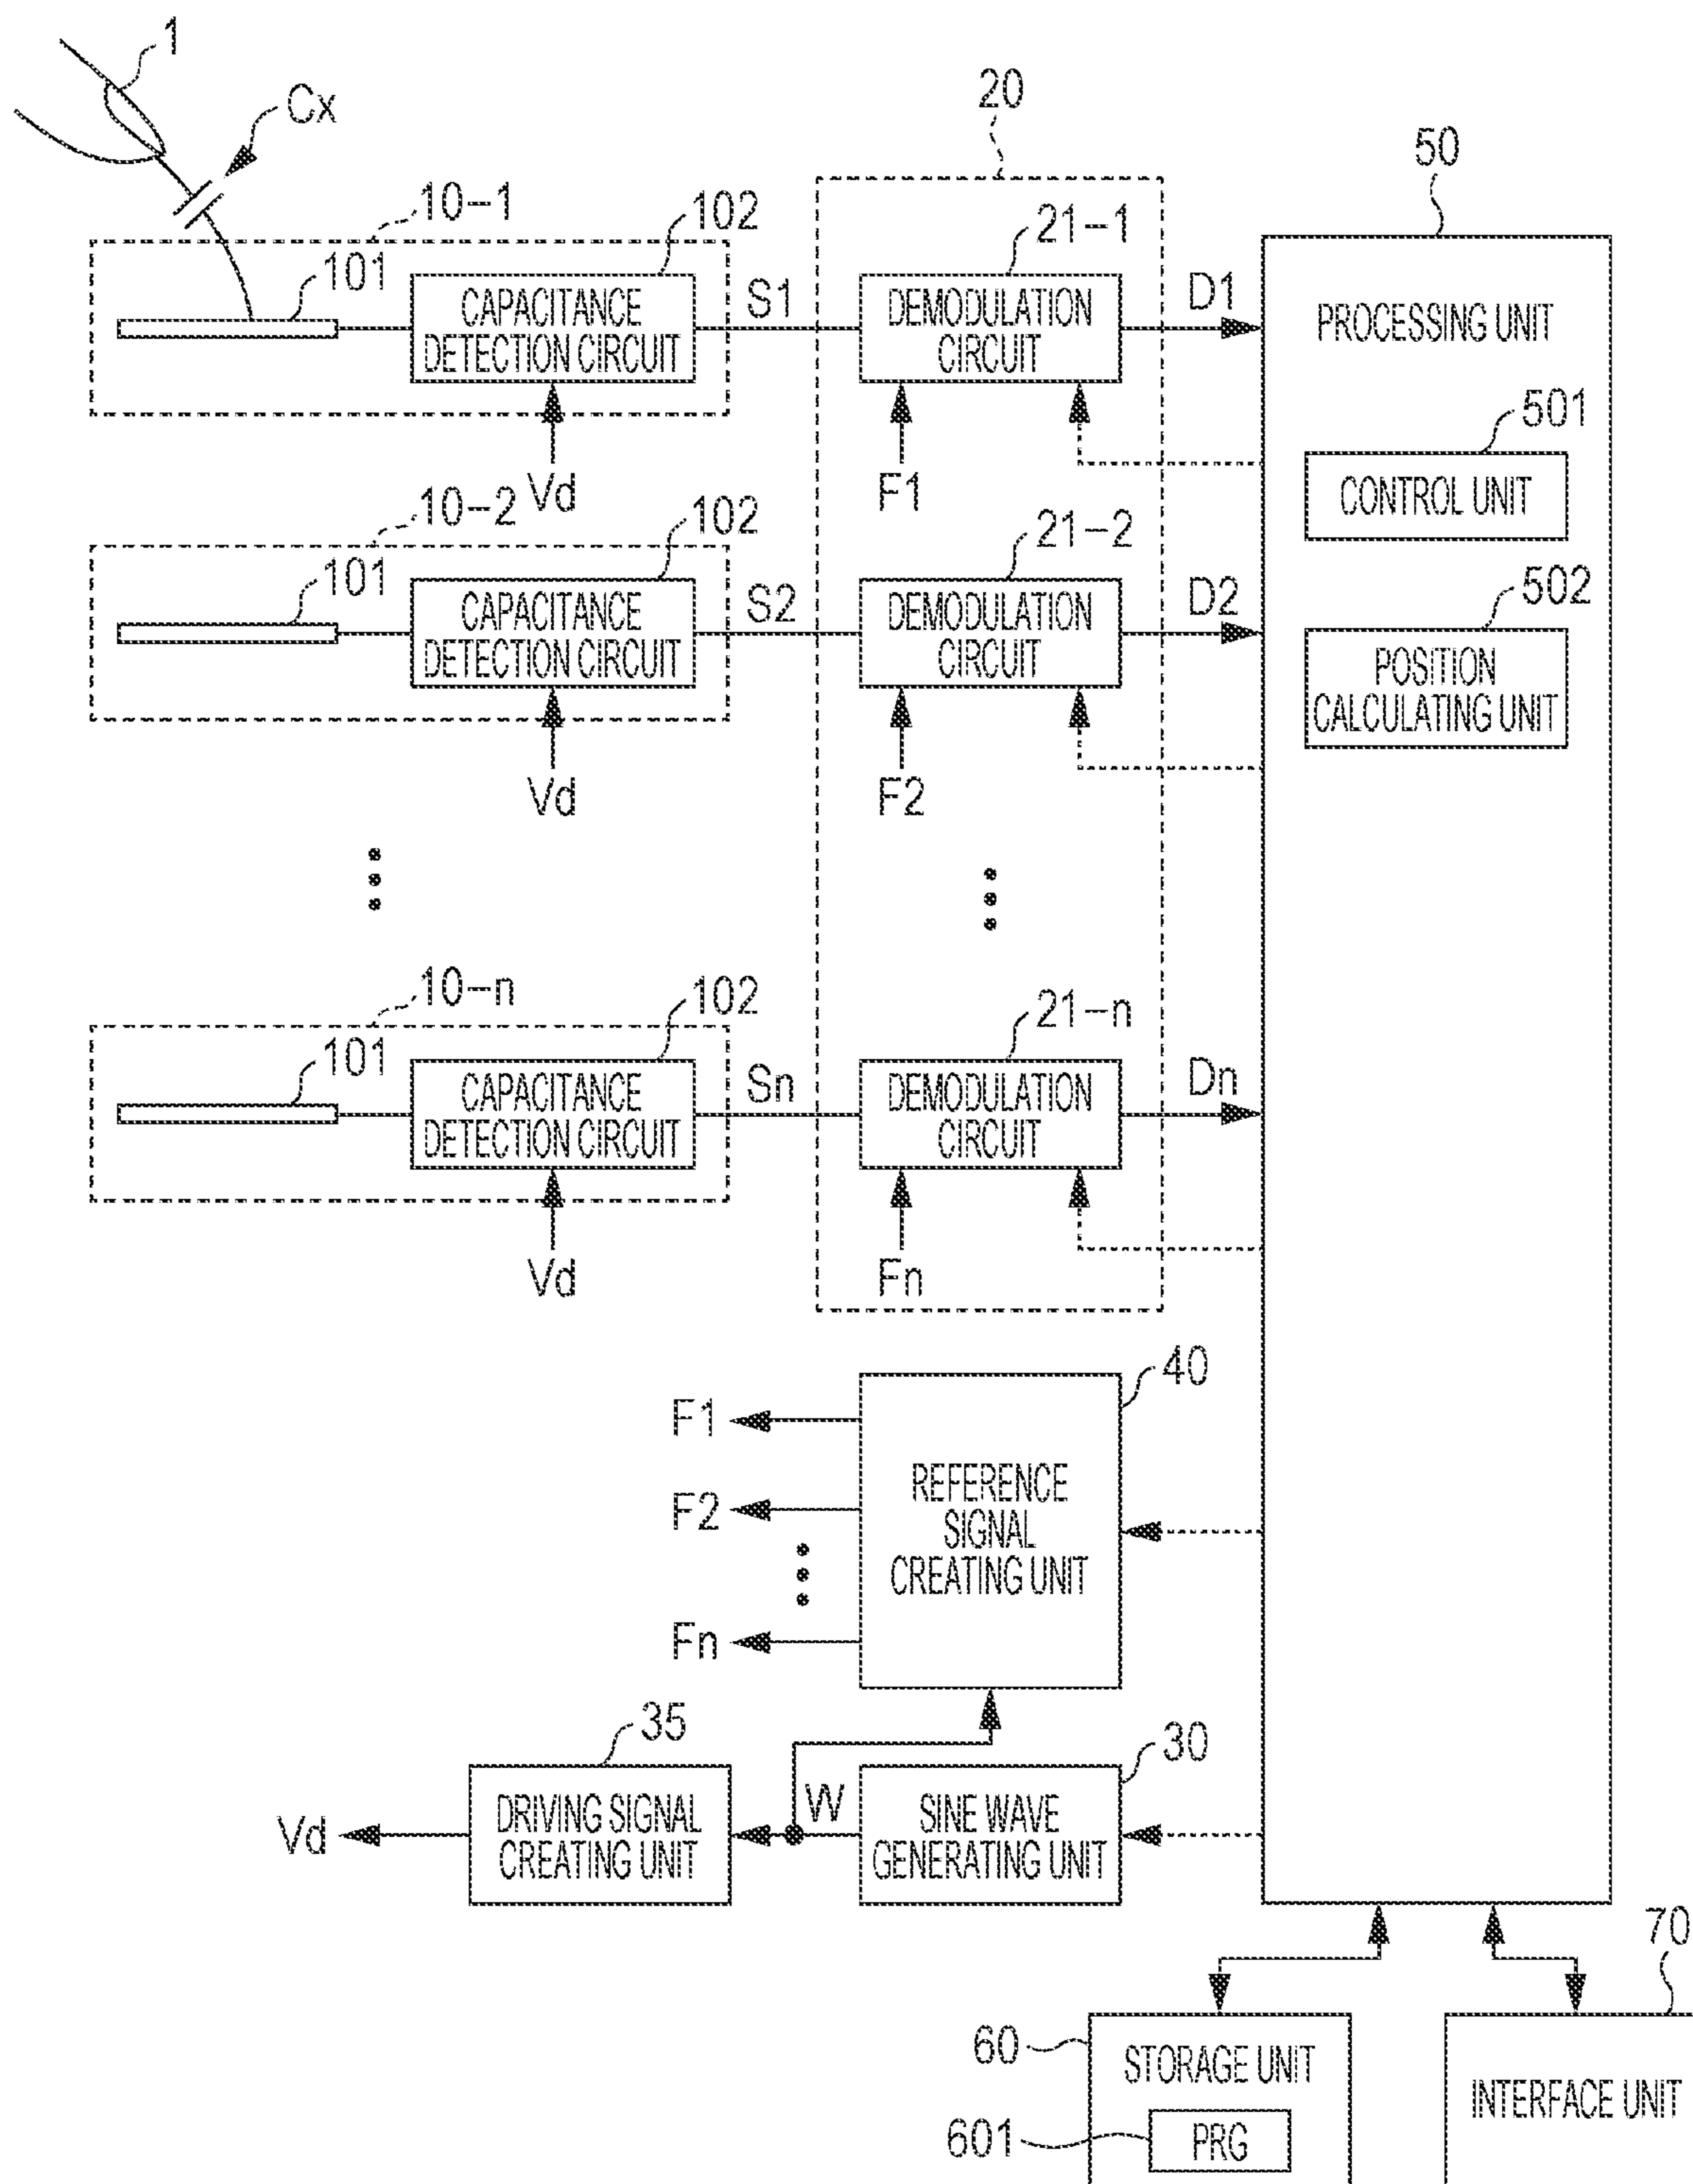 1
Cx
20
50
10-1
102
21-1
101
CAPACITANCE
DETECTION CIRCUIT
S1
DEMODULATION
CIRCUIT
D1
PROCESSING UNIT
Vd
F1
501
CONTROL UNIT
10-2
102
21-2
101
CAPACITANCE
DETECTION CIRCUIT
S2
DEMODULATION
CIRCUIT
D2
502
POSITION
CALCULATING UNIT
Vd
F2
10-n
102
21-n
101
CAPACITANCE
DETECTION CIRCUIT
Sn
DEMODULATION
CIRCUIT
Dn
Vd
Fn
40
F1
F2
Fn
REFERENCE
SIGNAL
CREATING UNIT
35
30
Vd
DRIVING SIGNAL
CREATING UNIT
W
SINE WAVE
GENERATING UNIT
70
60
STORAGE UNIT
INTERFACE UNIT
601
PRG